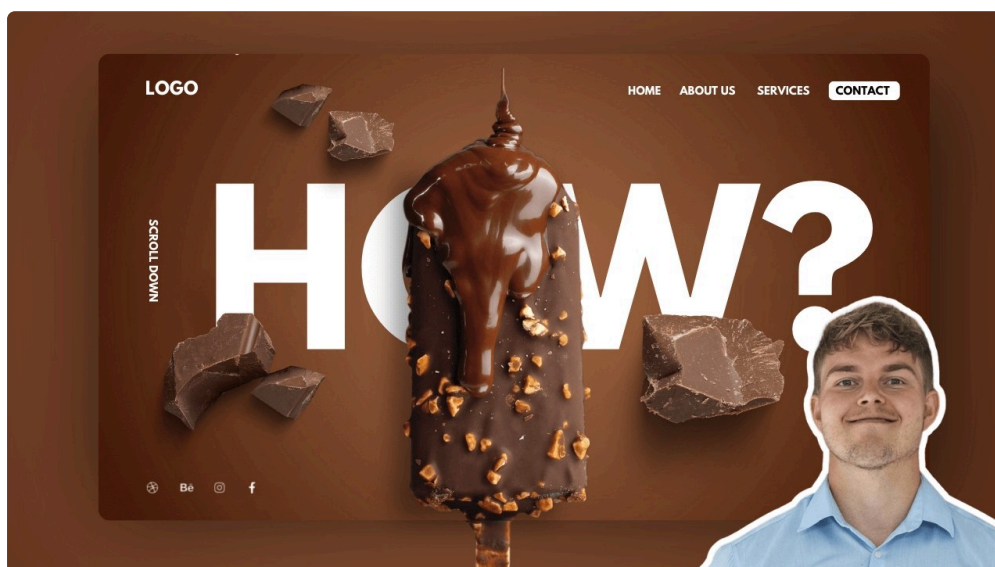 LOGO
HOME ABOUT US SERVICES CONTACT
HOW?
SCROLL DOWN
Bē